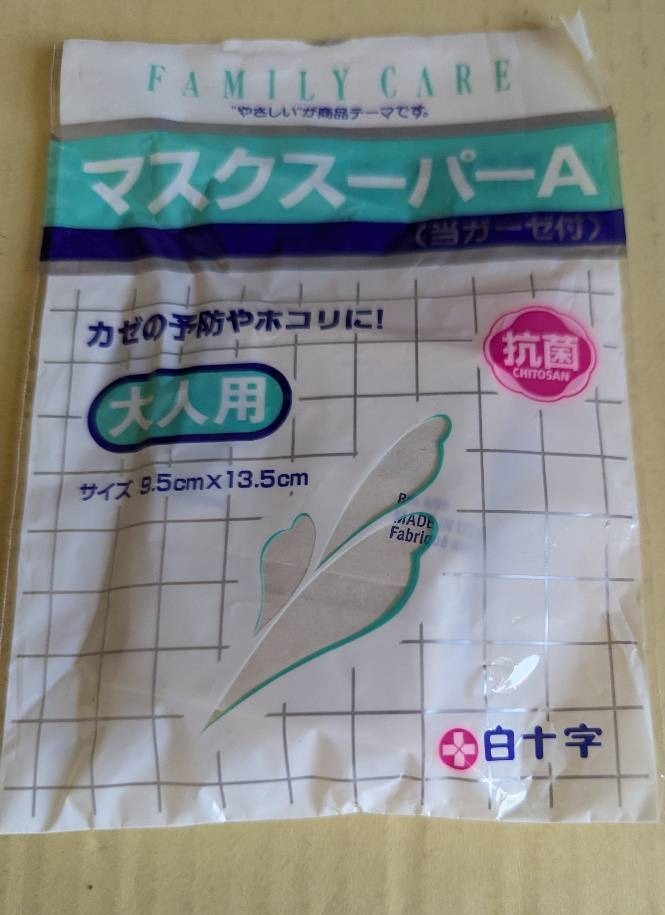 FAMILY CARE
"やさしい"が商品テーマです。
マスクスーパーA
〈当ガーゼ付〉
カゼの予防やホコリに!
抗菌
CHITOSAN
大人用
サイズ 9.5cm×13.5cm
MADE
Fabriqué
白十字